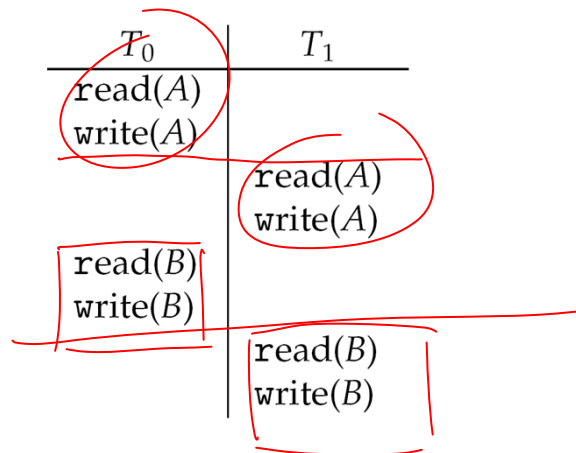 T₀ T₁
read(A)
write(A)
read(A)
write(A)
read(B)
write(B)
read(B)
write(B)